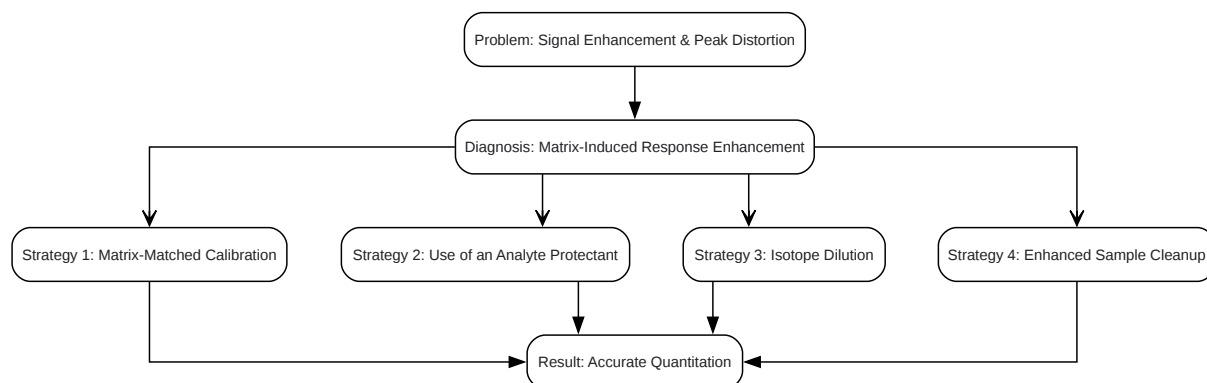 Problem: Signal Enhancement & Peak Distortion
Diagnosis: Matrix-Induced Response Enhancement
Strategy 1: Matrix-Matched Calibration
Strategy 2: Use of an Analyte Protectant
Strategy 3: Isotope Dilution
Strategy 4: Enhanced Sample Cleanup
Result: Accurate Quantitation